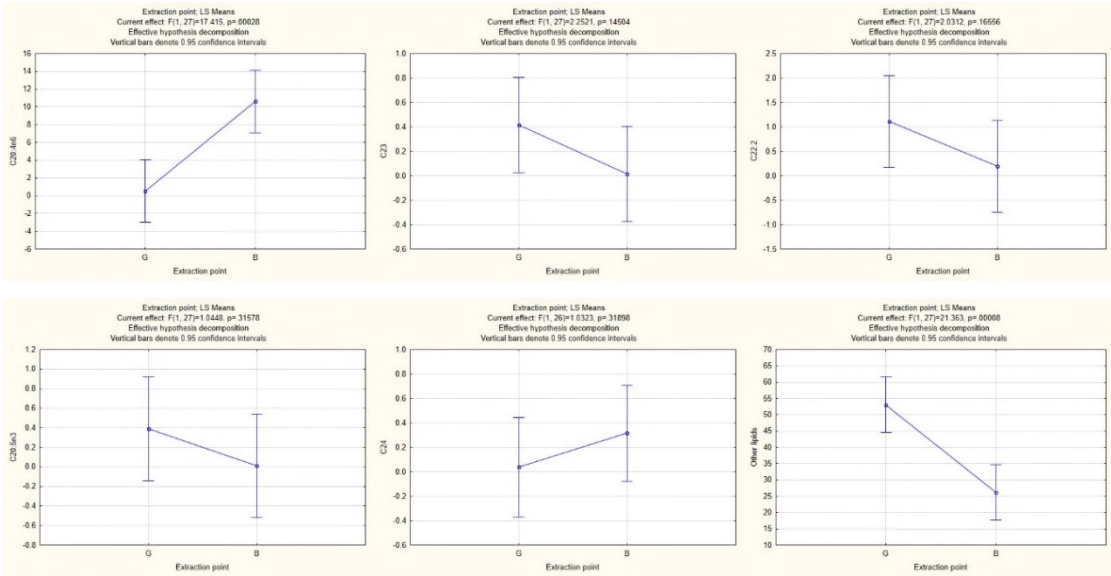 Extraction point; LS Means
Current effect: F(1, 27)=17.415, p=.00028
Effective hypothesis decomposition
Vertical bars denote 0.95 confidence intervals
16
14
12
10
8
6
4
2
0
-2
-4
-6
C20:4n6
G
B
Extraction point
Extraction point; LS Means
Current effect: F(1, 27)=2.2521, p=.14504
Effective hypothesis decomposition
Vertical bars denote 0.95 confidence intervals
1.0
0.8
0.6
0.4
0.2
0.0
-0.2
-0.4
-0.6
C23
G
B
Extraction point
Extraction point; LS Means
Current effect: F(1, 27)=2.0312, p=.16556
Effective hypothesis decomposition
Vertical bars denote 0.95 confidence intervals
2.5
2.0
1.5
1.0
0.5
0.0
-0.5
-1.0
-1.5
C22:2
G
B
Extraction point
Extraction point; LS Means
Current effect: F(1, 27)=1.0448, p=.31578
Effective hypothesis decomposition
Vertical bars denote 0.95 confidence intervals
1.2
1.0
0.8
0.6
0.4
0.2
0.0
-0.2
-0.4
-0.6
-0.8
C20:5n3
G
B
Extraction point
Extraction point; LS Means
Current effect: F(1, 26)=1.0323, p=.31898
Effective hypothesis decomposition
Vertical bars denote 0.95 confidence intervals
1.0
0.8
0.6
0.4
0.2
0.0
-0.2
-0.4
-0.6
C24
G
B
Extraction point
Extraction point; LS Means
Current effect: F(1, 27)=21.363, p=.00008
Effective hypothesis decomposition
Vertical bars denote 0.95 confidence intervals
70
65
60
55
50
45
40
35
30
25
20
15
10
Other lipids
G
B
Extraction point